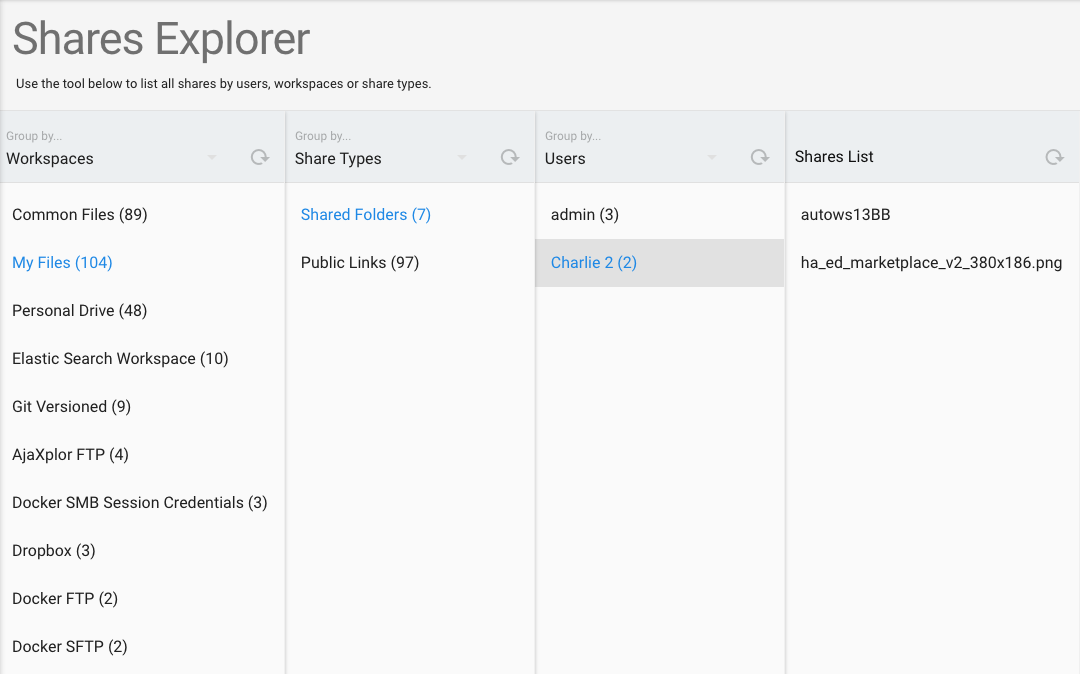 Shares Explorer
Use the tool below to list all shares by users, workspaces or share types.
Group by...
Workspaces
Common Files (89)
My Files (104)
Personal Drive (48)
Elastic Search Workspace (10)
Git Versioned (9)
AjaXplor FTP (4)
Docker SMB Session Credentials (3)
Dropbox (3)
Docker FTP (2)
Docker SFTP (2)
Group by...
Share Types
Shared Folders (7)
Public Links (97)
Group by...
Users
admin (3)
Charlie 2 (2)
Shares List
autows13BB
ha_ed_marketplace_v2_380x186.png